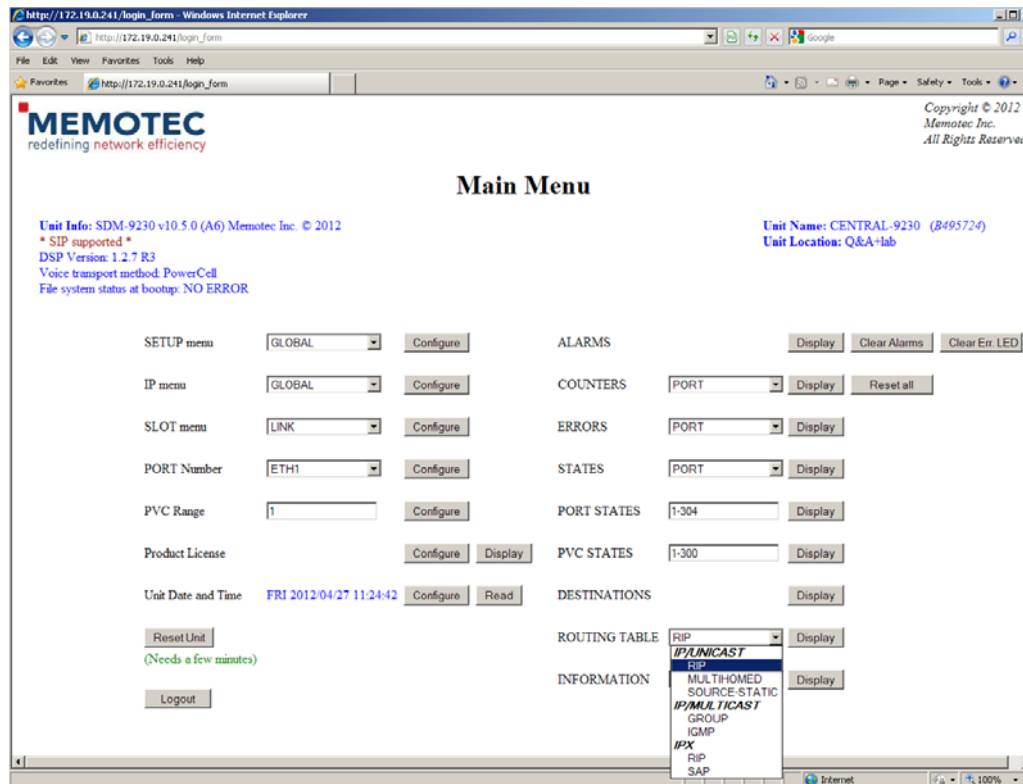 http://172.19.0.241/login_form - Windows Internet Explorer
http://172.19.0.241/login_form
Google
File Edit View Favorites Tools Help
Favorites http://172.19.0.241/login_form
Page Safety Tools
MEMOTEC
redefining network efficiency
Copyright © 2012
Memotec Inc.
All Rights Reserved
Main Menu
Unit Info: SDM-9230 v10.5.0 (A6) Memotec Inc. © 2012
* SIP supported *
DSP Version: 1.2.7 R3
Voice transport method: PowerCell
File system status at bootup: NO ERROR
Unit Name: CENTRAL-9230 (B495724)
Unit Location: Q&A+lab
SETUP menu GLOBAL Configure
IP menu GLOBAL Configure
SLOT menu LINK Configure
PORT Number ETH1 Configure
PVC Range 1 Configure
Product License Configure Display
Unit Date and Time FRI 2012/04/27 11:24:42 Configure Read
Reset Unit
(Needs a few minutes)
Logout
ALARMS Display Clear Alarms Clear Err. LED
COUNTERS PORT Display Reset all
ERRORS PORT Display
STATES PORT Display
PORT STATES 1-304 Display
PVC STATES 1-300 Display
DESTINATIONS Display
ROUTING TABLE RIP Display
INFORMATION Display
IP/UNICAST
RIP
MULTIHOMED
SOURCE-STATIC
IP/MULTICAST
GROUP
IGMP
IPX
RIP
SAP
Internet 100%